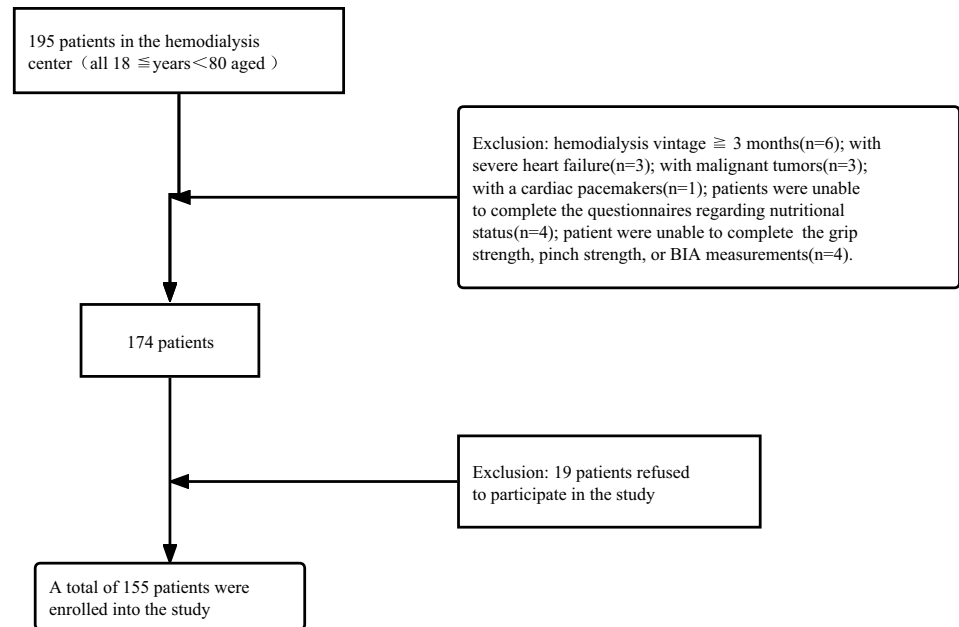 195 patients in the hemodialysis
center（all 18 ≦years＜80 aged ）
Exclusion: hemodialysis vintage ≧ 3 months(n=6); with
severe heart failure(n=3); with malignant tumors(n=3);
with a cardiac pacemakers(n=1); patients were unable
to complete the questionnaires regarding nutritional
status(n=4); patient were unable to complete the grip
strength, pinch strength, or BIA measurements(n=4).
174 patients
Exclusion: 19 patients refused
to participate in the study
A total of 155 patients were
enrolled into the study